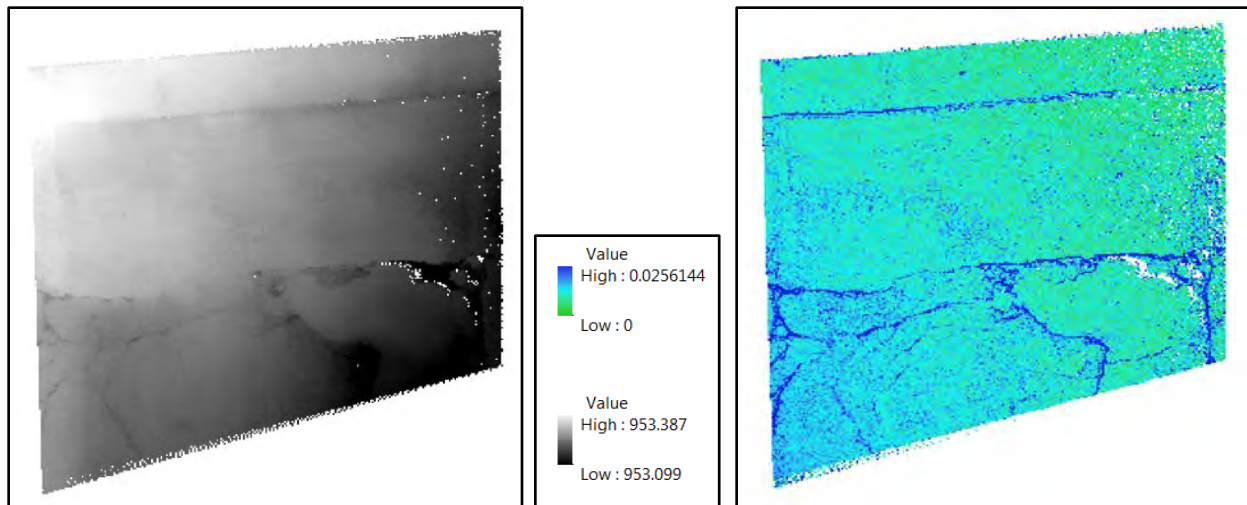 Value
High : 0.0256144
Low : 0
Value
High : 953.387
Low : 953.099